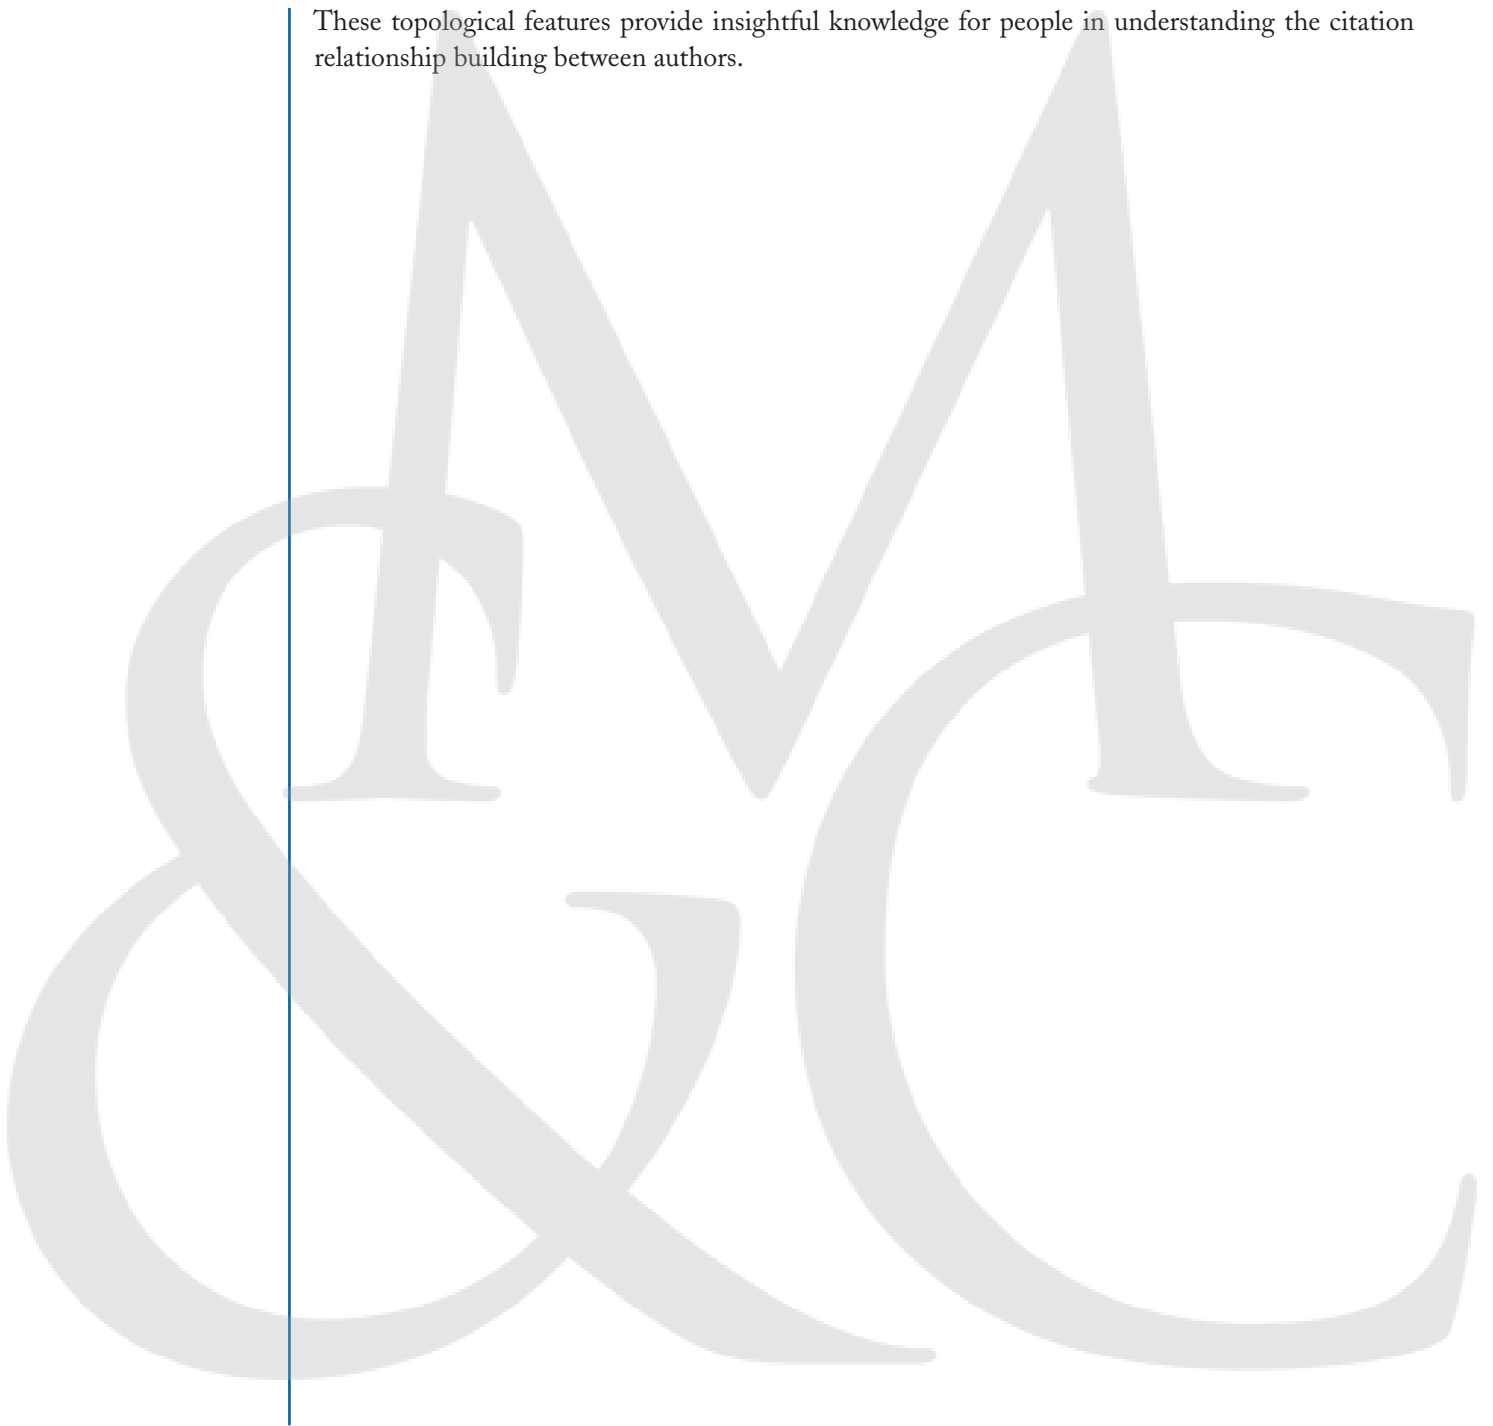 These topological features provide insightful knowledge for people in understanding the citation
relationship building between authors.
M
&C